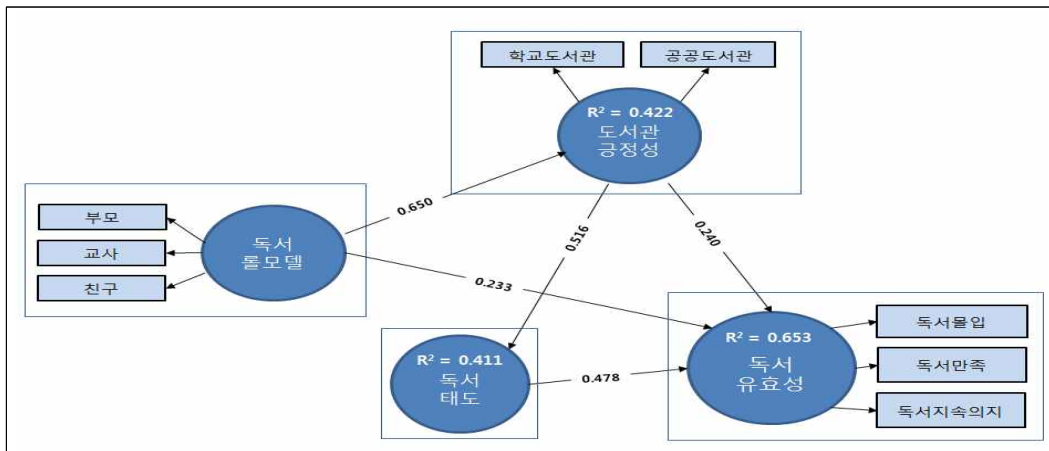 학교도서관
공공도서관
R² = 0.422
도서관
긍정성
0.650
0.516
0.240
부모
교사
친구
독서
롤모델
0.233
R² = 0.411
독서
태도
0.478
R² = 0.653
독서
유효성
독서몰입
독서만족
독서지속의지